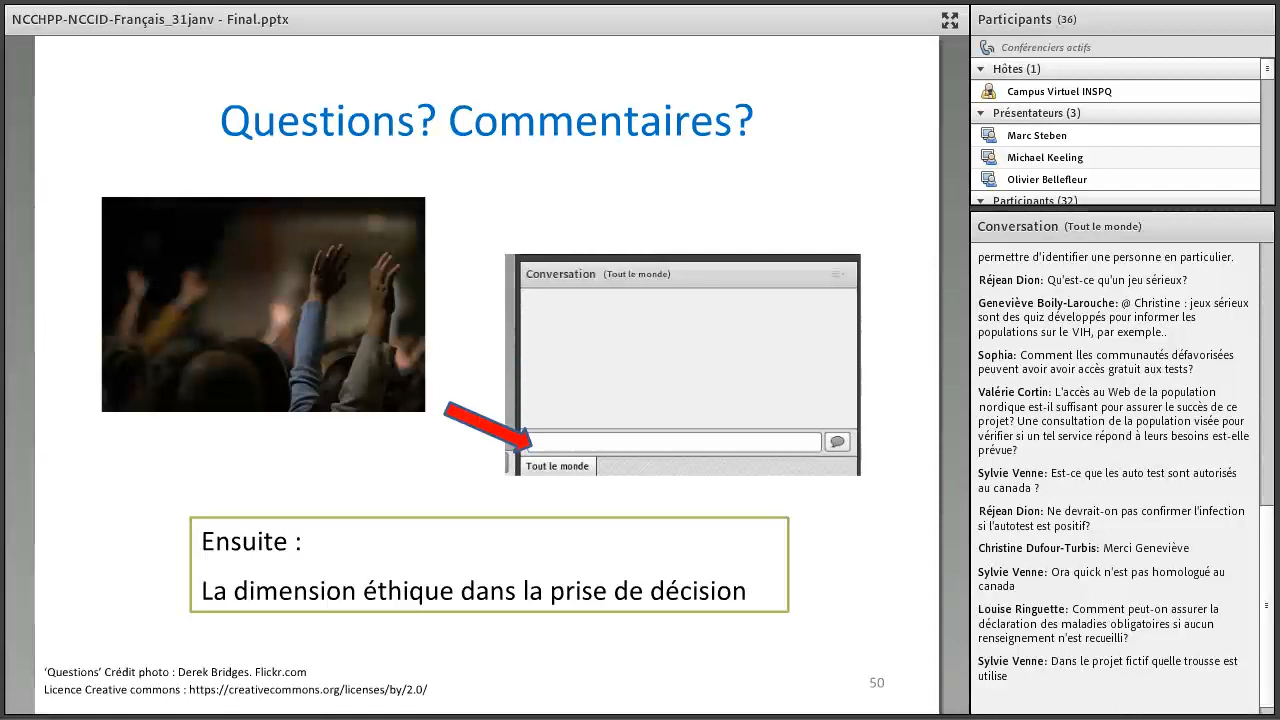 NCCHPP-NCCID-Français_31janv - Final.pptx
Questions? Commentaires?
Conversation (Tout le monde)
Tout le monde
Ensuite :
La dimension éthique dans la prise de décision
‘Questions’ Crédit photo : Derek Bridges. Flickr.com
Licence Creative commons : https://creativecommons.org/licenses/by/2.0/
50
Participants (36)
Conférenciers actifs
Hôtes (1)
Campus Virtuel INSPQ
Présentateurs (3)
Marc Steben
Michael Keeling
Olivier Bellefleur
Participants (32)
Conversation (Tout le monde)
permettre d'identifier une personne en particulier.
Réjean Dion: Qu'est-ce qu'un jeu sérieux?
Geneviève Boily-Larouche: @ Christine : jeux sérieux
sont des quiz développés pour informer les
populations sur le VIH, par exemple..
Sophia: Comment lles communautés défavorisées
peuvent avoir avoir accès gratuit aux tests?
Valérie Cortin: L'accès au Web de la population
nordique est-il suffisant pour assurer le succès de ce
projet? Une consultation de la population visée pour
vérifier si un tel service répond à leurs besoins est-elle
prévue?
Sylvie Venne: Est-ce que les auto test sont autorisés
au canada ?
Réjean Dion: Ne devrait-on pas confirmer l'infection
si l'autotest est positif?
Christine Dufour-Turbis: Merci Geneviève
Sylvie Venne: Ora quick n'est pas homologué au
canada
Louise Ringuette: Comment peut-on assurer la
déclaration des maladies obligatoires si aucun
renseignement n'est recueilli?
Sylvie Venne: Dans le projet fictif quelle trousse est
utilise